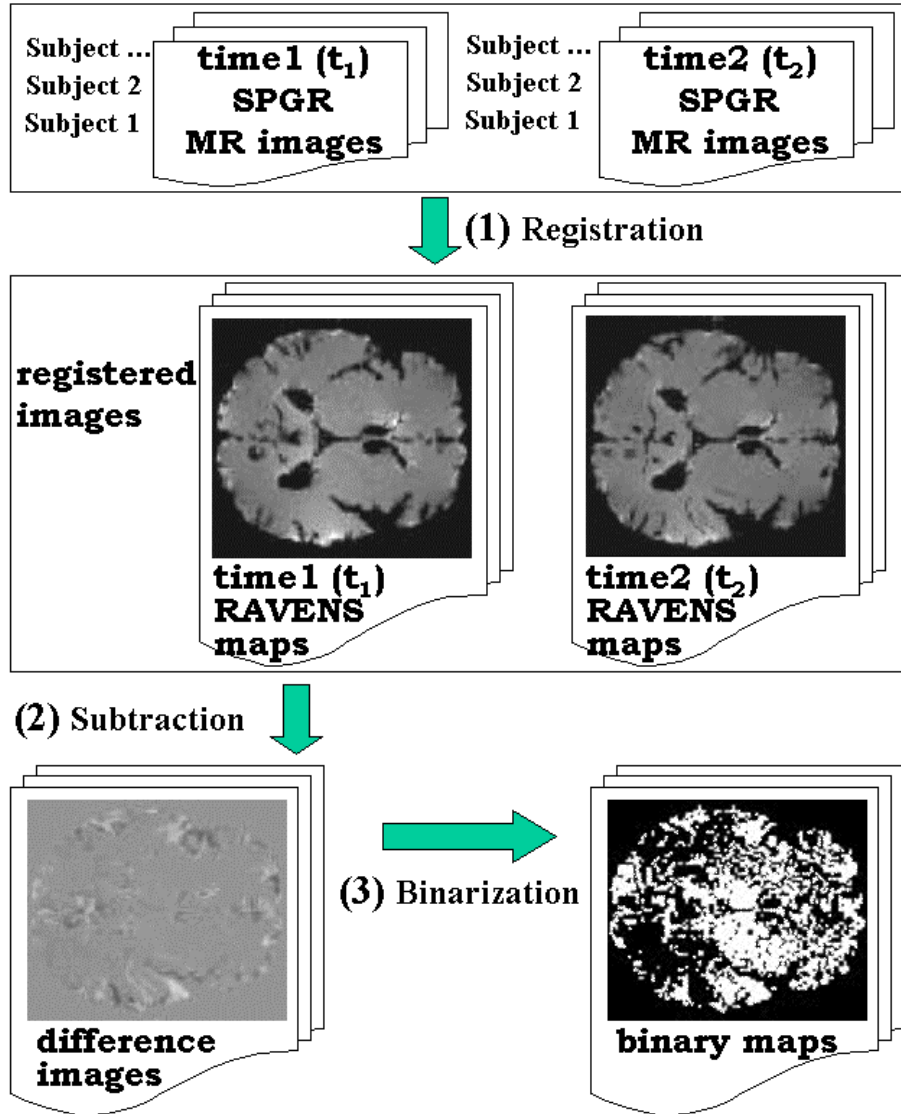 Subject ...
Subject 2
Subject 1
time1 (t₁)
SPGR
MR images
Subject ...
Subject 2
Subject 1
time2 (t₂)
SPGR
MR images
(1) Registration
registered
images
time1 (t₁)
RAVENS
maps
time2 (t₂)
RAVENS
maps
(2) Subtraction
(3) Binarization
difference
images
binary maps